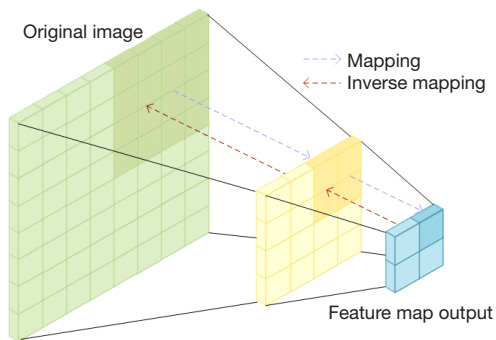 Original image
Mapping
Inverse mapping
Feature map output